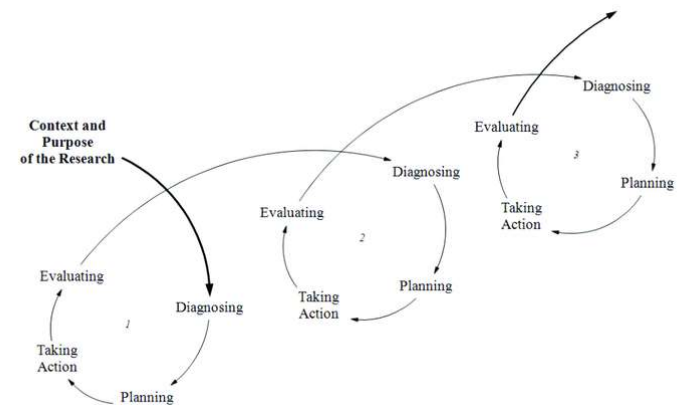 Context and
Purpose
of the Research
Evaluating
Diagnosing
1
Taking
Action
Planning
Diagnosing
Evaluating
2
Planning
Taking
Action
Diagnosing
Evaluating
3
Planning
Taking
Action